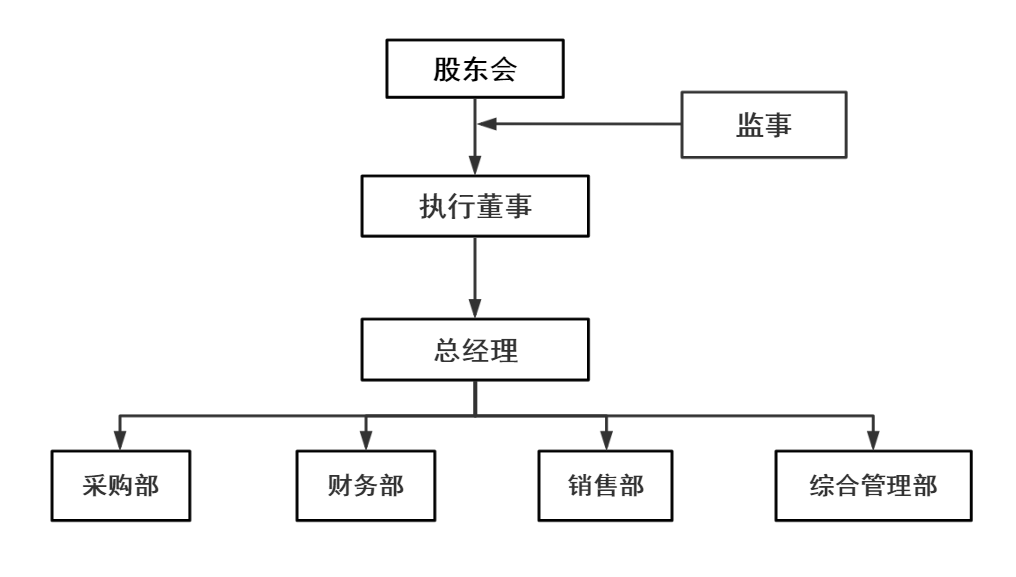 股东会
监事
执行董事
总经理
采购部
财务部
销售部
综合管理部